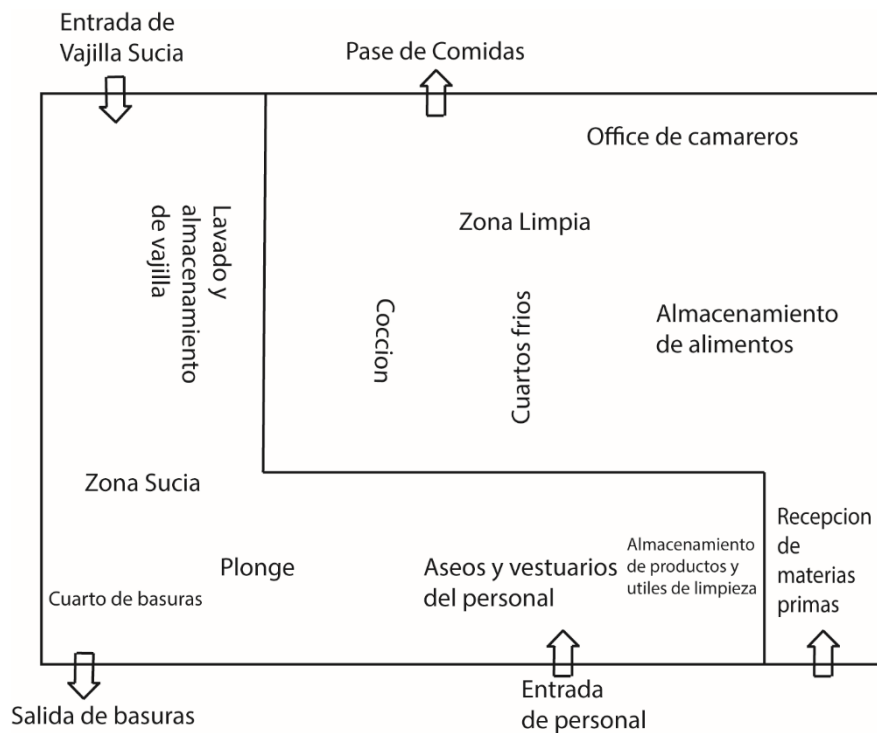 Entrada de
Vajilla Sucia
Pase de Comidas
Office de camareros
Lavado y
almacenamiento
de vajilla
Zona Limpia
Coccion
Cuartos frios
Almacenamiento
de alimentos
Zona Sucia
Plonge
Cuarto de basuras
Aseos y vestuarios
del personal
Almacenamiento
de productos y
utiles de limpieza
Recepcion
de
materias
primas
Salida de basuras
Entrada
de personal